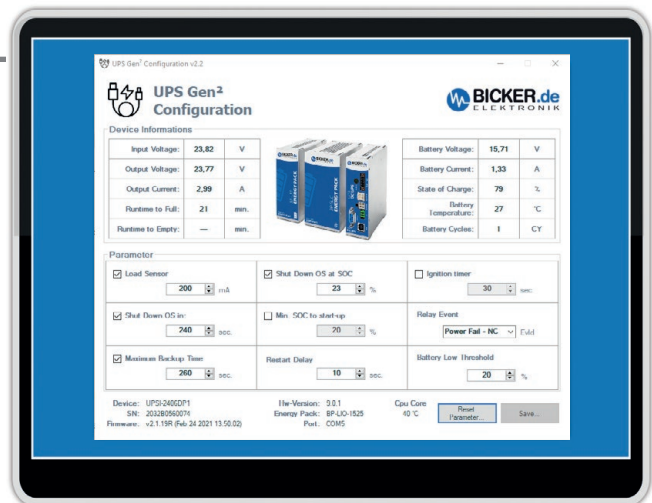 UPS Gen² Configuration v2.2
UPS Gen²
Configuration
BICKER.de
ELEKTRONIK
Device Informations
Input Voltage: 23,82 V
Output Voltage: 23,77 V
Output Current: 2,99 A
Runtime to Full: 21 min.
Runtime to Empty: — min.
ENERGY PACK
Battery Voltage: 15,71 V
Battery Current: 1,33 A
State of Charge: 79 %
Battery Temperature: 27 °C
Battery Cycles: 1 CY
Parameter
Load Sensor
200 mA
Shut Down OS at SOC
23 %
Ignition timer
30 sec.
Shut Down OS in:
240 sec.
Min. SOC to start-up
20 %
Relay Event
Power Fail - NC
Maximum Backup Time
260 sec.
Restart Delay
10 sec.
Battery Low Threshold
20 %
Device: UPSI-2406DP1
SN: 2032B0560074
Firmware: v2.1.19R (Feb 24 2021 13:50:02)
Hw-Version: 9.0.1
Energy Pack: BP-LIO-1525
Port: COM5
Cpu Core
40 °C
Reset
Parameter...
Save...